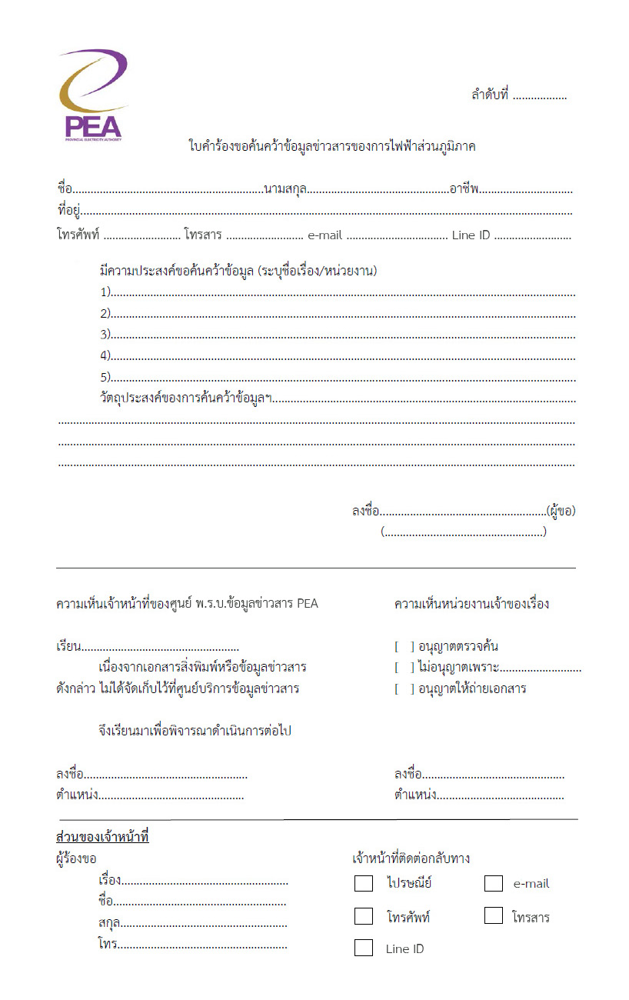 PEA
PROVINCIAL ELECTRICITY AUTHORITY
ลำดับที่ ..................
ใบคำร้องขอค้นคว้าข้อมูลข่าวสารของการไฟฟ้าส่วนภูมิภาค
ชื่อ...............................................................นามสกุล...............................................อาชีพ...............................
ที่อยู่..................................................................................................................................................................
โทรศัพท์ .......................... โทรสาร .......................... e-mail .................................. Line ID ..........................
มีความประสงค์ขอค้นคว้าข้อมูล (ระบุชื่อเรื่อง/หน่วยงาน)
1).........................................................................................................................................................
2).........................................................................................................................................................
3).........................................................................................................................................................
4).........................................................................................................................................................
5).........................................................................................................................................................
วัตถุประสงค์ของการค้นคว้าข้อมูลฯ....................................................................................................
..........................................................................................................................................................................
..........................................................................................................................................................................
..........................................................................................................................................................................
ลงชื่อ.......................................................(ผู้ขอ)
(....................................................)
ความเห็นเจ้าหน้าที่ของศูนย์ พ.ร.บ.ข้อมูลข่าวสาร PEA ความเห็นหน่วยงานเจ้าของเรื่อง
เรียน.................................................... [ ] อนุญาตตรวจค้น
เนื่องจากเอกสารสิ่งพิมพ์หรือข้อมูลข่าวสาร [ ] ไม่อนุญาตเพราะ...........................
ดังกล่าว ไม่ได้จัดเก็บไว้ที่ศูนย์บริการข้อมูลข่าวสาร [ ] อนุญาตให้ถ่ายเอกสาร
จึงเรียนมาเพื่อพิจารณาดำเนินการต่อไป
ลงชื่อ...................................................... ลงชื่อ...............................................
ตำแหน่ง................................................ ตำแหน่ง..........................................
ส่วนของเจ้าหน้าที่
ผู้ร้องขอ เจ้าหน้าที่ติดต่อกลับทาง
เรื่อง....................................................... ไปรษณีย์ e-mail
ชื่อ.........................................................
สกุล....................................................... โทรศัพท์ โทรสาร
โทร........................................................ Line ID